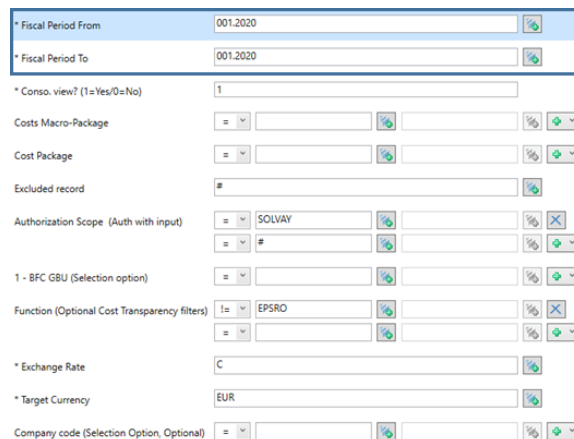 * Fiscal Period From 001.2020
* Fiscal Period To 001.2020
* Conso. view? (1=Yes/0=No) 1
Costs Macro-Package =
Cost Package =
Excluded record #
Authorization Scope (Auth with input) = SOLVAY
= #
1 - BFC GBU (Selection option) =
Function (Optional Cost Transparency filters) != EPSRO
=
* Exchange Rate C
* Target Currency EUR
Company code (Selection Option, Optional) =